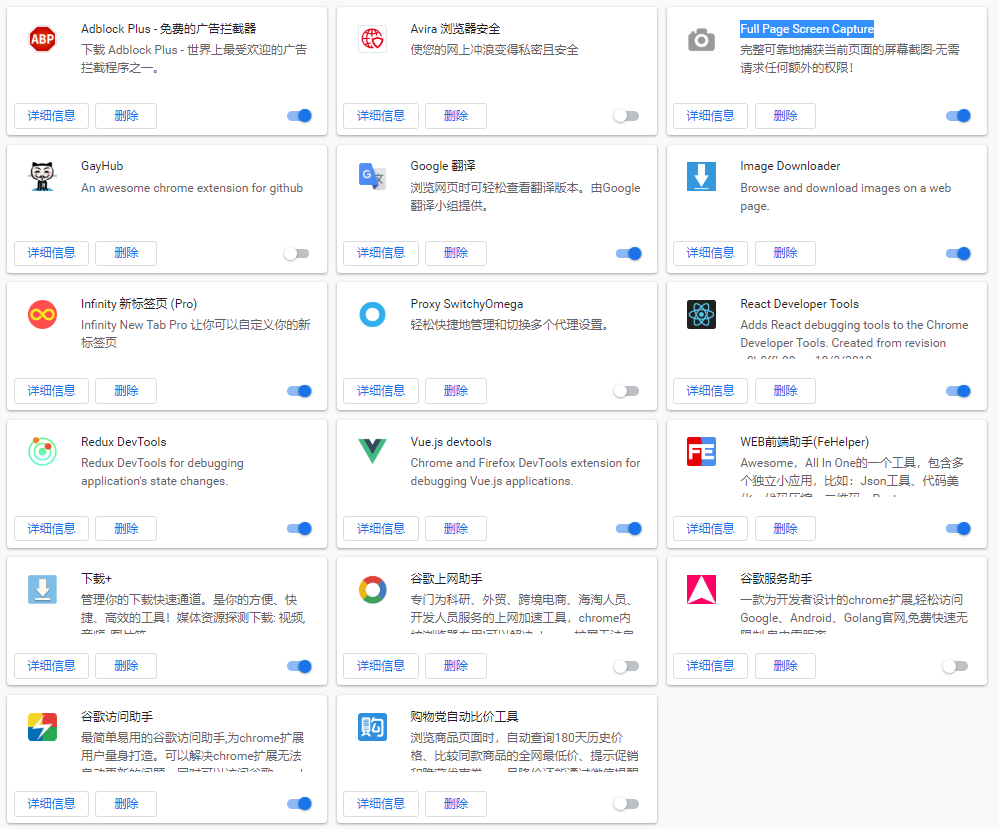 ABP
Adblock Plus - 免费的广告拦截器
下载 Adblock Plus - 世界上最受欢迎的广告
拦截程序之一。
详细信息
删除
Avira 浏览器安全
使您的网上冲浪变得私密且安全
详细信息
删除
Full Page Screen Capture
完整可靠地捕获当前页面的屏幕截图-无需
请求任何额外的权限！
详细信息
删除
GayHub
An awesome chrome extension for github
详细信息
删除
Google 翻译
浏览网页时可轻松查看翻译版本。由Google
翻译小组提供。
详细信息
删除
Image Downloader
Browse and download images on a web
page.
详细信息
删除
Infinity 新标签页 (Pro)
Infinity New Tab Pro 让你可以自定义你的新
标签页
详细信息
删除
Proxy SwitchyOmega
轻松快捷地管理和切换多个代理设置。
详细信息
删除
React Developer Tools
Adds React debugging tools to the Chrome
Developer Tools. Created from revision
详细信息
删除
Redux DevTools
Redux DevTools for debugging
application's state changes.
详细信息
删除
Vue.js devtools
Chrome and Firefox DevTools extension for
debugging Vue.js applications.
详细信息
删除
FE
WEB前端助手(FeHelper)
Awesome，All In One的一个工具，包含多
个独立小应用，比如：Json工具、代码美
详细信息
删除
下载+
管理你的下载快速通道。是你的方便、快
捷、高效的工具！媒体资源探测下载: 视频,
详细信息
删除
谷歌上网助手
专门为科研、外贸、跨境电商、海淘人员、
开发人员服务的上网加速工具，chrome内
详细信息
删除
谷歌服务助手
一款为开发者设计的chrome扩展,轻松访问
Google、Android、Golang官网,免费快速无
详细信息
删除
谷歌访问助手
最简单易用的谷歌访问助手,为chrome扩展
用户量身打造。可以解决chrome扩展无法
详细信息
删除
购
购物党自动比价工具
浏览商品页面时，自动查询180天历史价
格、比较同款商品的全网最低价、提示促销
详细信息
删除